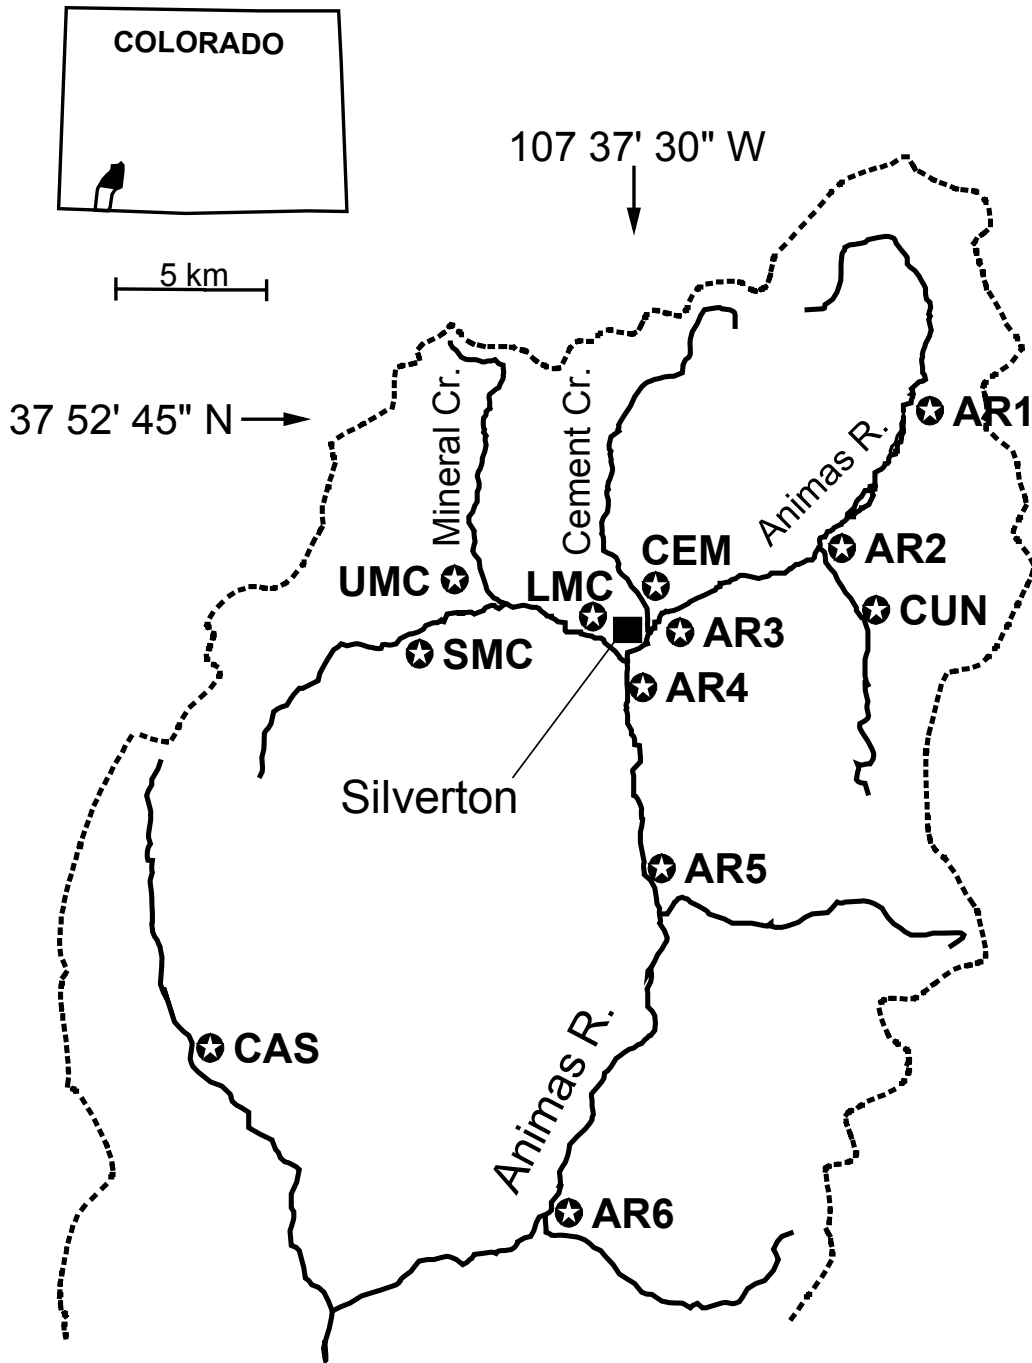 COLORADO
107 37' 30" W
5 km
37 52' 45" N
Mineral Cr.
Cement Cr.
Animas R.
AR1
AR2
CEM
UMC
LMC
CUN
AR3
SMC
AR4
Silverton
AR5
CAS
Animas R.
AR6